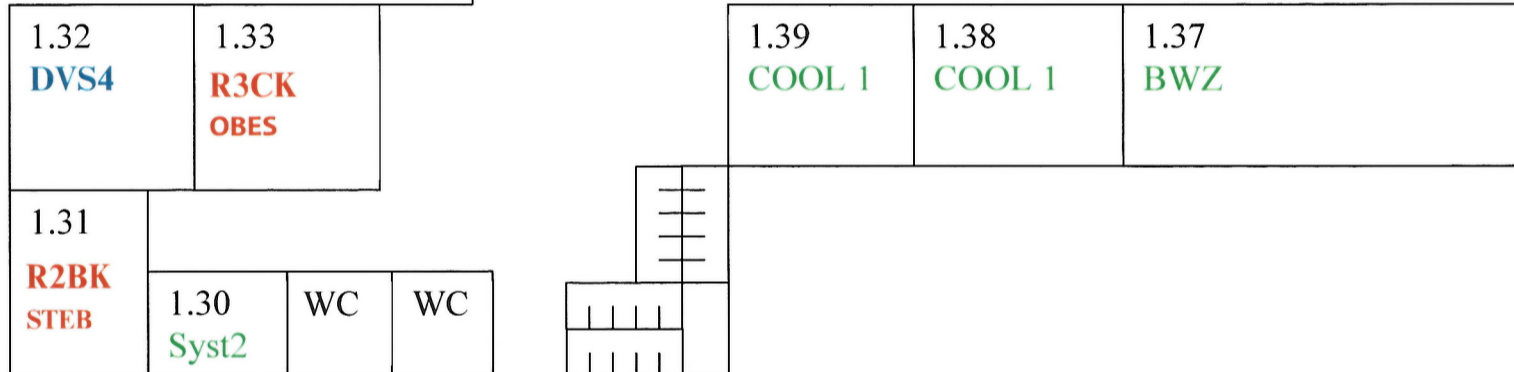 1.32
DVS4
1.33
R3CK
OBES
1.39
COOL 1
1.38
COOL 1
1.37
BWZ
1.31
R2BK
STEB
1.30
Syst2
WC
WC